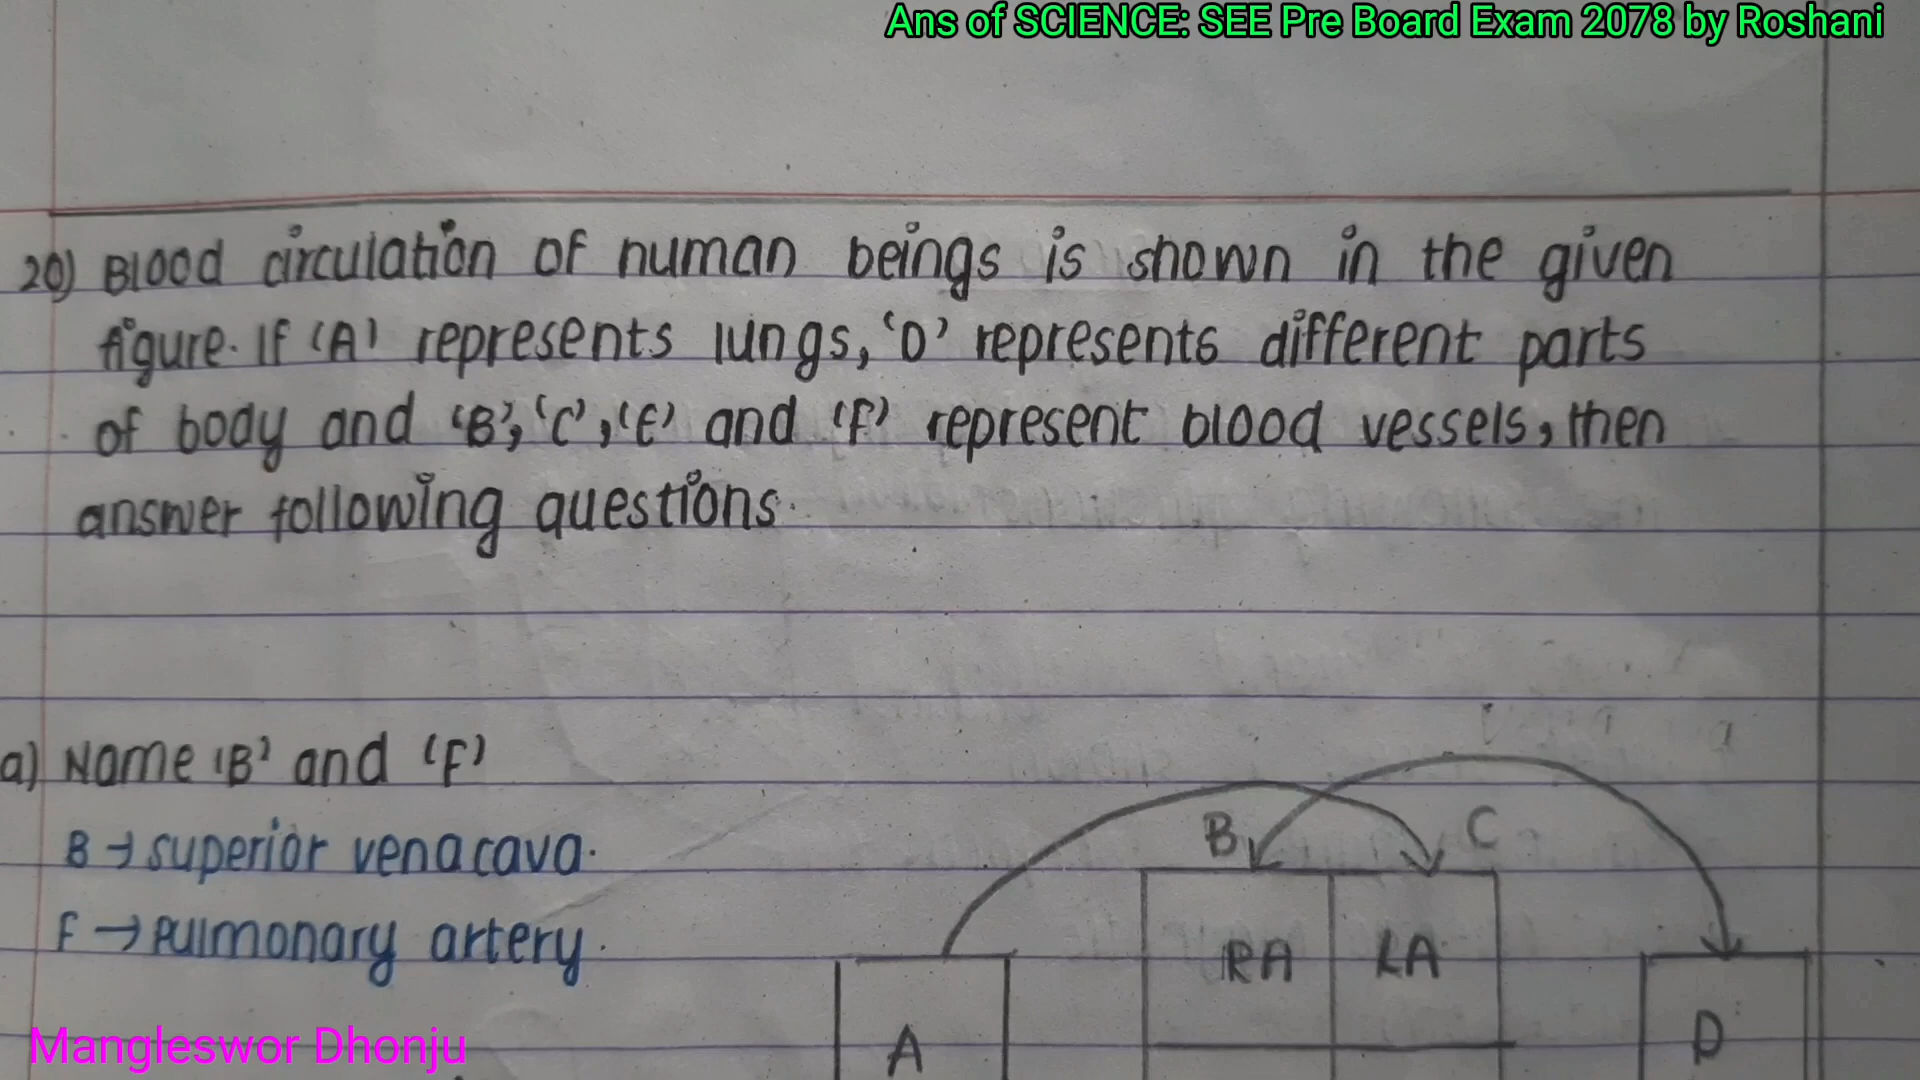 Ans of SCIENCE: SEE Pre Board Exam 2078 by Roshani
20) Blood circulation of human beings is shown in the given
figure. If 'A' represents lungs, 'D' represents different parts
of body and 'B', 'C', 'E' and 'F' represent blood vessels, then
answer following questions.
a) Name 'B' and 'F'
B → superior venacava.
F → Pulmonary artery.
B C
RA LA
A D
Mangleswor Dhonju